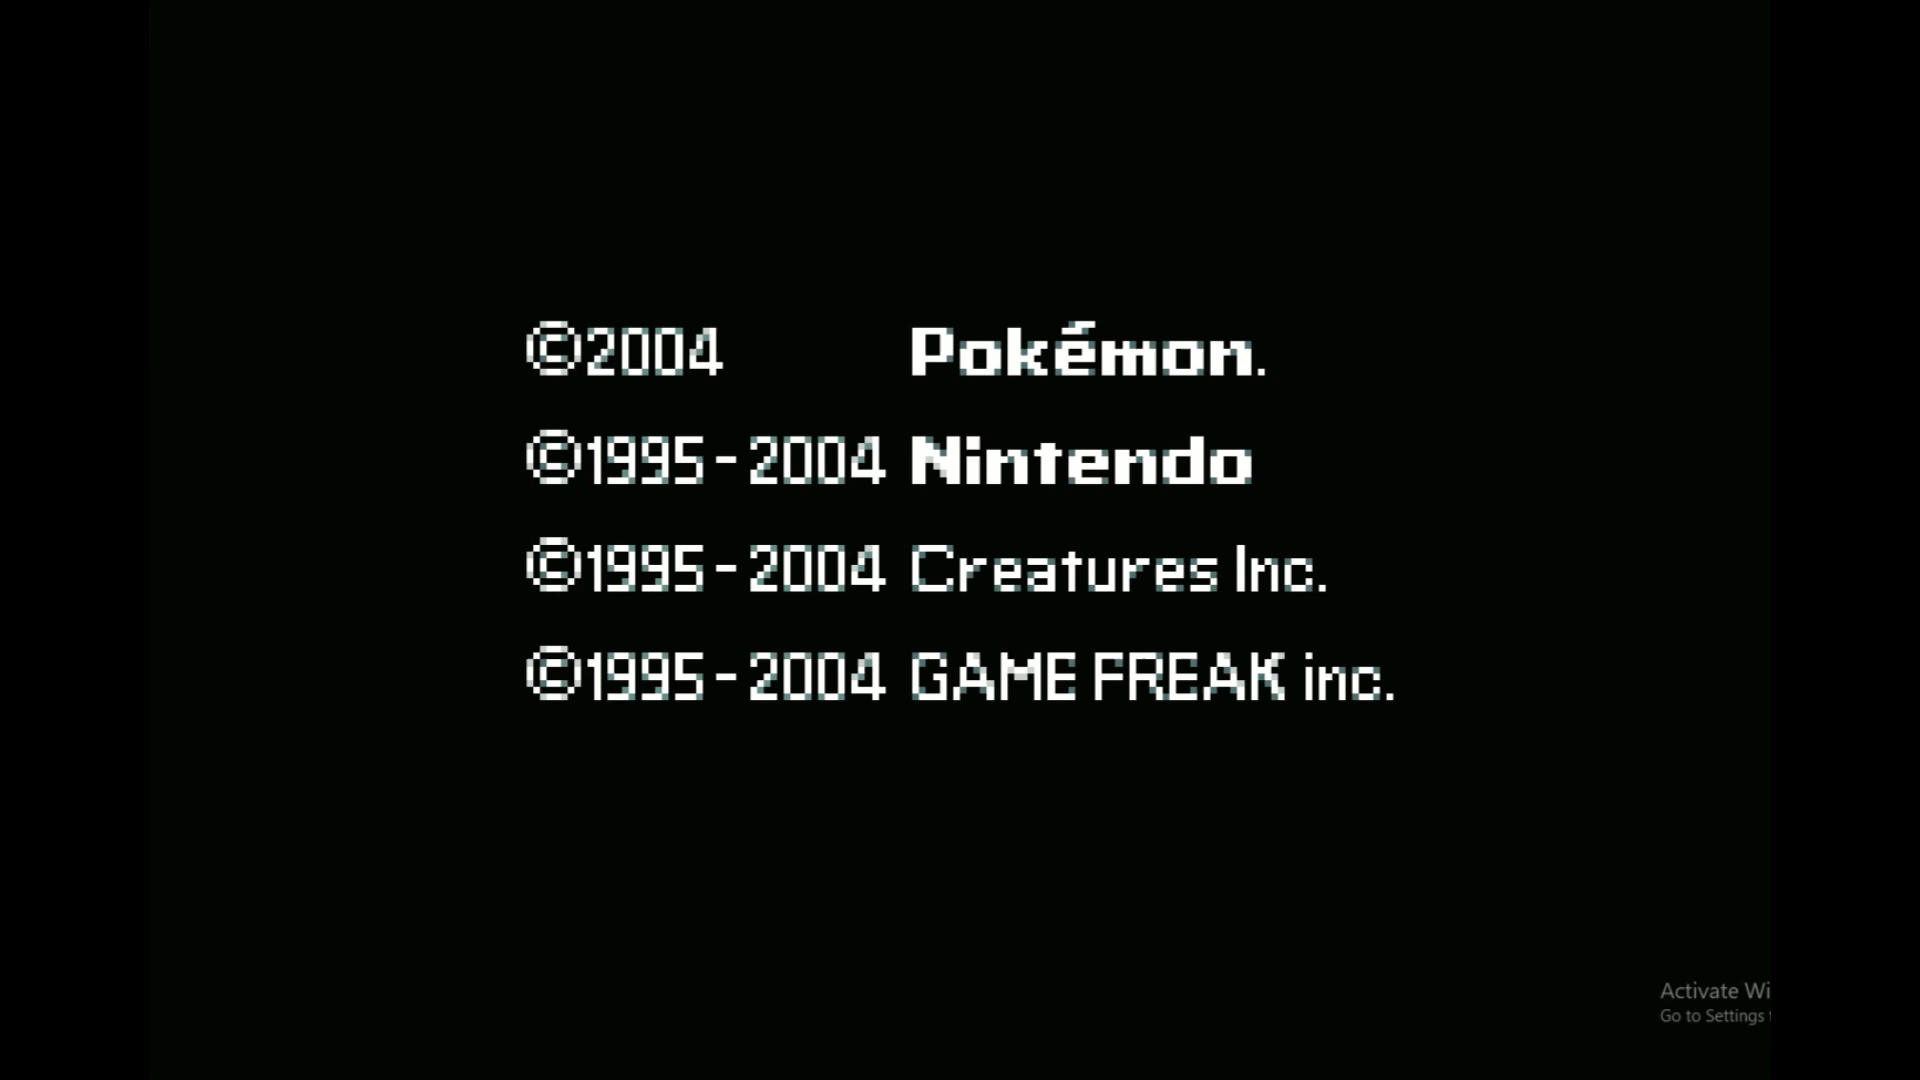 ©2004 Pokémon.
©1995-2004 Nintendo
©1995-2004 Creatures Inc.
©1995-2004 GAME FREAK inc.
Activate Wi
Go to Settings